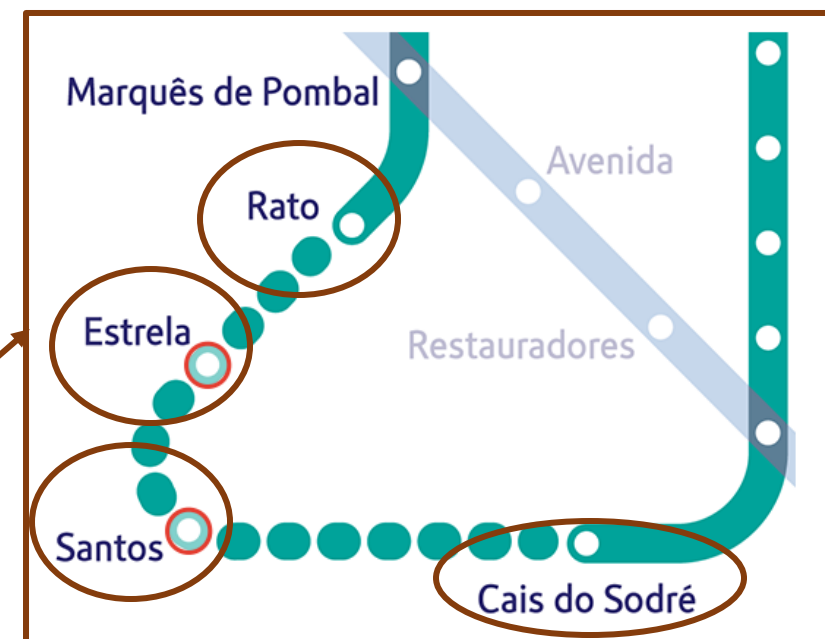 Marquês de Pombal
Avenida
Rato
Estrela
Restauradores
Santos
Cais do Sodré